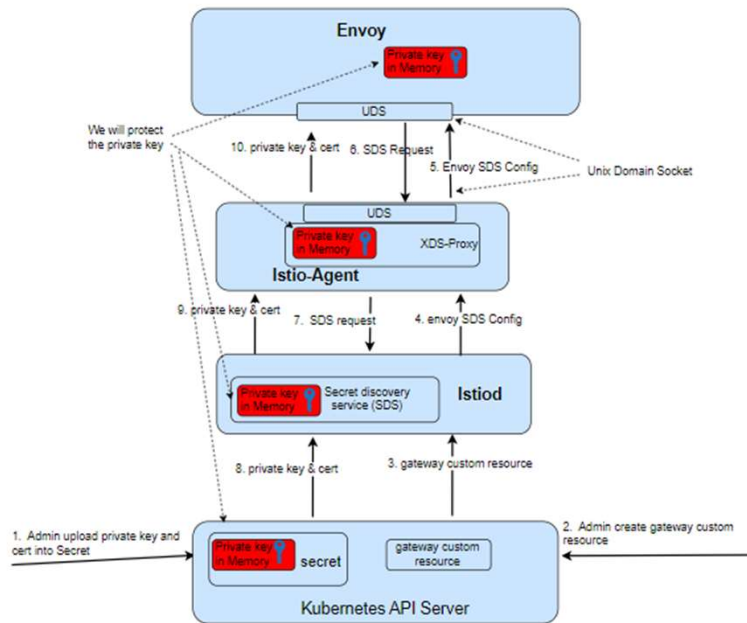 Envoy
Private key
in Memory
UDS
We will protect
the private key
10. private key & cert
6. SDS Request
5. Envoy SDS Config
Unix Domain Socket
UDS
Private key
in Memory
XDS-Proxy
Istio-Agent
9. private key & cert
7. SDS request
4. envoy SDS Config
Private key
in Memory
Secret discovery
service (SDS)
Istiod
8. private key & cert
3. gateway custom resource
1. Admin upload private key and
cert into Secret
2. Admin create gateway custom
resource
Private key
in Memory
secret
gateway custom
resource
Kubernetes API Server